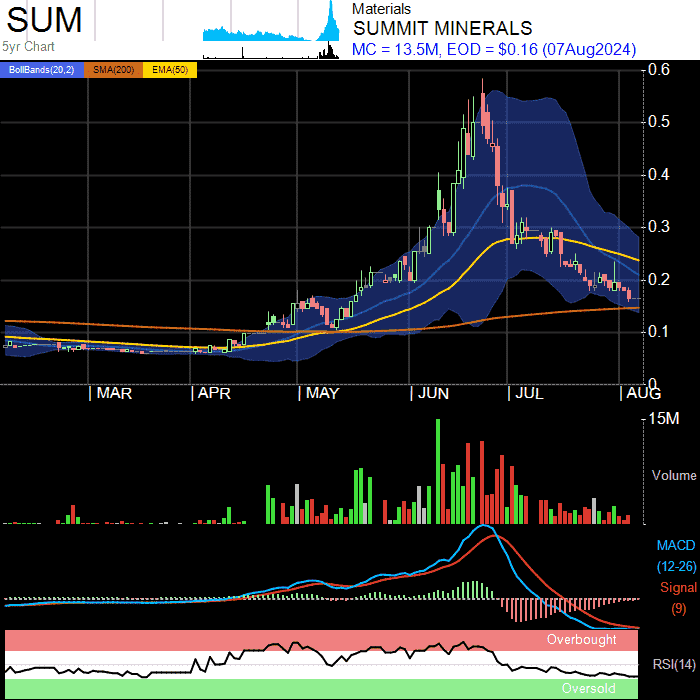 SUM
5yr Chart
Materials
SUMMIT MINERALS
MC = 13.5M, EOD = $0.16 (07Aug2024)
BollBands(20,2) SMA(200) EMA(50)
0.6
0.5
0.4
0.3
0.2
0.1
0
MAR APR MAY JUN JUL AUG
15M
Volume
MACD
(12-26)
Signal
(9)
Overbought
RSI(14)
Oversold